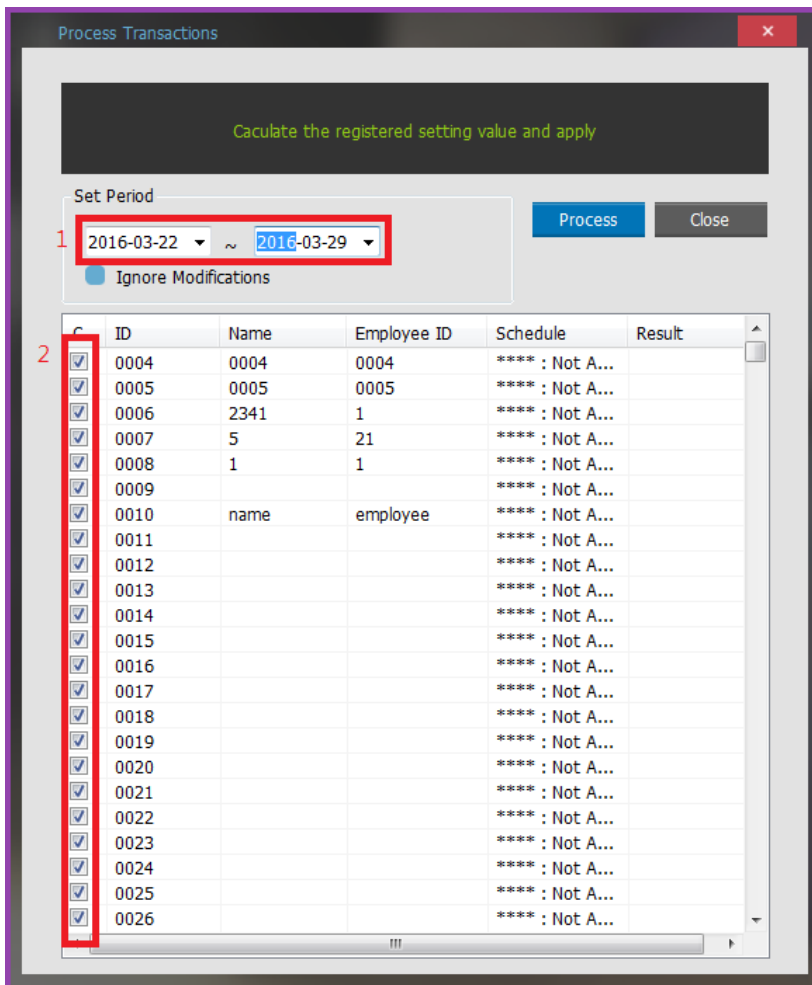 Process Transactions
Caculate the registered setting value and apply
Set Period
1 2016-03-22 ~ 2016-03-29
Process Close
Ignore Modifications
ID Name Employee ID Schedule Result
2
0004 0004 0004 **** : Not A...
0005 0005 0005 **** : Not A...
0006 2341 1 **** : Not A...
0007 5 21 **** : Not A...
0008 1 1 **** : Not A...
0009 **** : Not A...
0010 name employee **** : Not A...
0011 **** : Not A...
0012 **** : Not A...
0013 **** : Not A...
0014 **** : Not A...
0015 **** : Not A...
0016 **** : Not A...
0017 **** : Not A...
0018 **** : Not A...
0019 **** : Not A...
0020 **** : Not A...
0021 **** : Not A...
0022 **** : Not A...
0023 **** : Not A...
0024 **** : Not A...
0025 **** : Not A...
0026 **** : Not A...